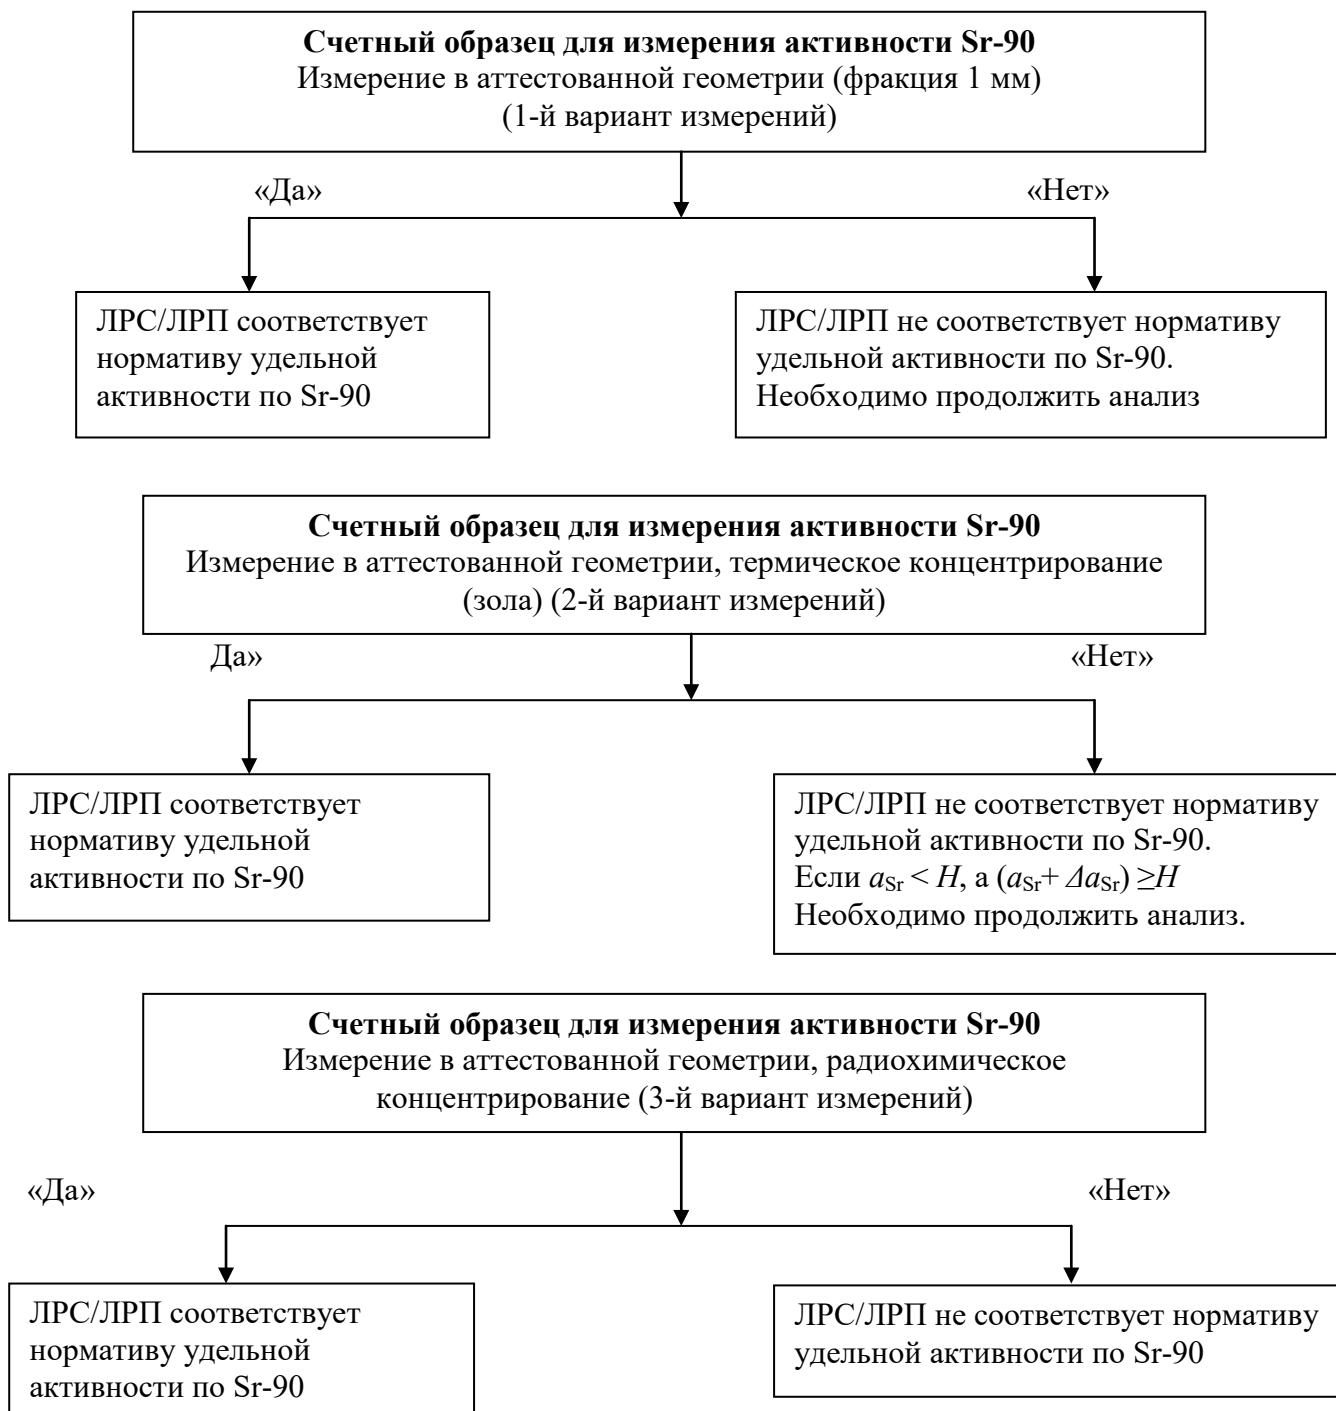 Счетный образец для измерения активности Sr-90
Измерение в аттестованной геометрии (фракция 1 мм)
(1-й вариант измерений)
«Да»
«Нет»
ЛРС/ЛРП соответствует
нормативу удельной
активности по Sr-90
ЛРС/ЛРП не соответствует нормативу
удельной активности по Sr-90.
Необходимо продолжить анализ
Счетный образец для измерения активности Sr-90
Измерение в аттестованной геометрии, термическое концентрирование
(зола) (2-й вариант измерений)
Да»
«Нет»
ЛРС/ЛРП соответствует
нормативу удельной
активности по Sr-90
ЛРС/ЛРП не соответствует нормативу
удельной активности по Sr-90.
Если aSr < H, а (aSr+ ΔaSr) ≥H
Необходимо продолжить анализ.
Счетный образец для измерения активности Sr-90
Измерение в аттестованной геометрии, радиохимическое
концентрирование (3-й вариант измерений)
«Да»
«Нет»
ЛРС/ЛРП соответствует
нормативу удельной
активности по Sr-90
ЛРС/ЛРП не соответствует нормативу
удельной активности по Sr-90